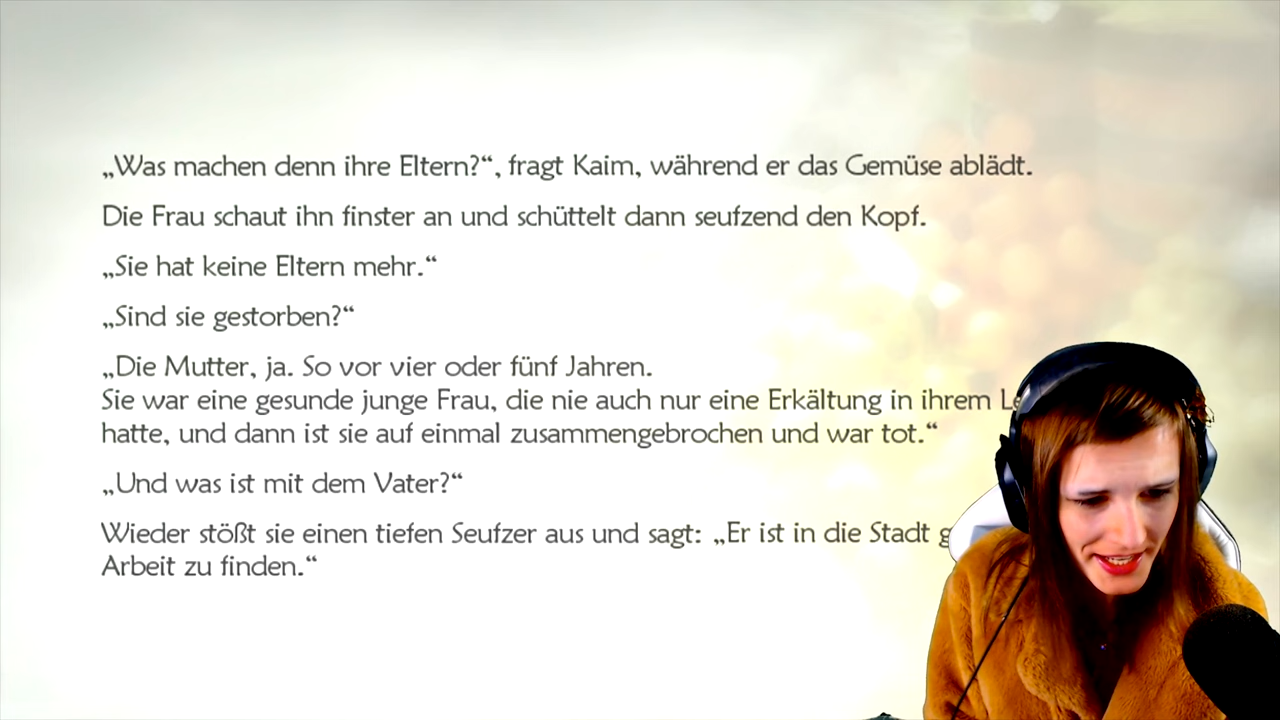 „Was machen denn ihre Eltern?“, fragt Kaim, während er das Gemüse ablädt.
Die Frau schaut ihn finster an und schüttelt dann seufzend den Kopf.
„Sie hat keine Eltern mehr.“
„Sind sie gestorben?“
„Die Mutter, ja. So vor vier oder fünf Jahren.
Sie war eine gesunde junge Frau, die nie auch nur eine Erkältung in ihrem
hatte, und dann ist sie auf einmal zusammengebrochen und war tot.“
„Und was ist mit dem Vater?“
Wieder stößt sie einen tiefen Seufzer aus und sagt: „Er ist in die Stadt
Arbeit zu finden.“